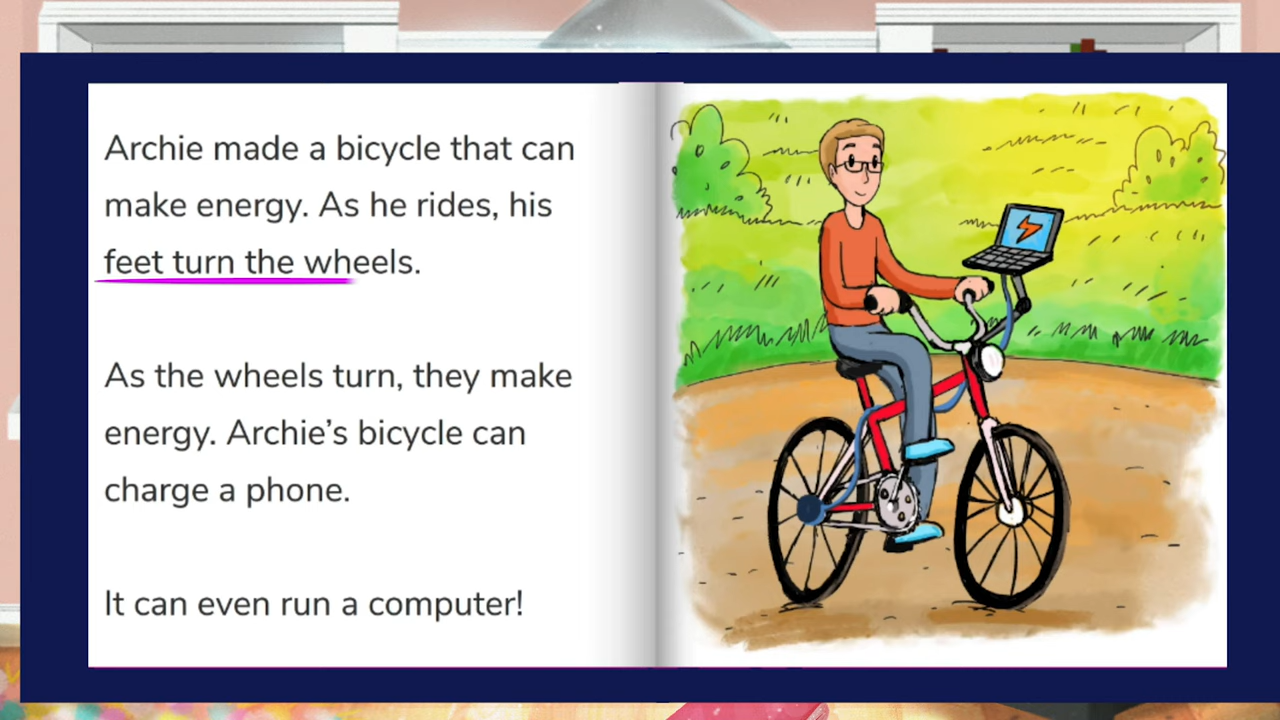 Archie made a bicycle that can
make energy. As he rides, his
feet turn the wheels.
As the wheels turn, they make
energy. Archie’s bicycle can
charge a phone.
It can even run a computer!